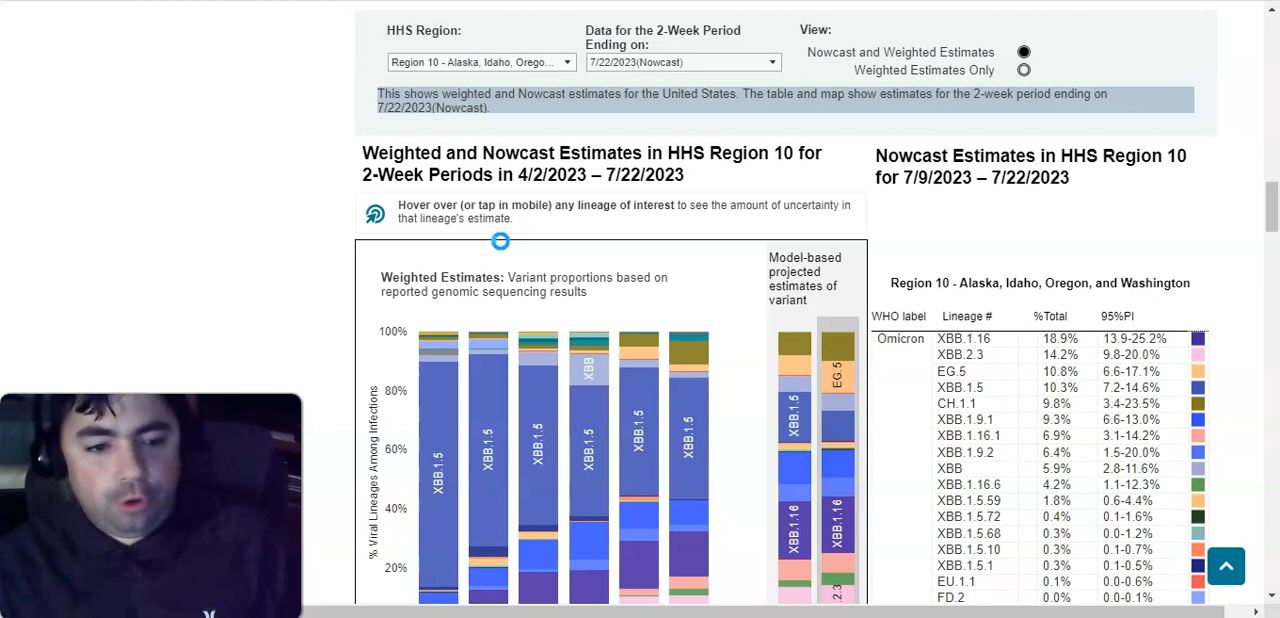 HHS Region:
Data for the 2-Week Period
Ending on:
View:
Region 10 - Alaska, Idaho, Orego...
7/22/2023(Nowcast)
Nowcast and Weighted Estimates
Weighted Estimates Only
This shows weighted and Nowcast estimates for the United States. The table and map show estimates for the 2-week period ending on
7/22/2023(Nowcast).
Weighted and Nowcast Estimates in HHS Region 10 for
2-Week Periods in 4/2/2023 – 7/22/2023
Nowcast Estimates in HHS Region 10
for 7/9/2023 – 7/22/2023
Hover over (or tap in mobile) any lineage of interest to see the amount of uncertainty in
that lineage's estimate.
Weighted Estimates: Variant proportions based on
reported genomic sequencing results
Model-based
projected
estimates of
variant
% Viral Lineages Among Infections
100%
80%
60%
40%
20%
XBB.1.5
XBB.1.5
XBB.1.5
XBB
XBB.1.5
XBB.1.5
XBB.1.5
XBB.1.5
XBB.1.16
EG.5
XBB.1.16
2.3
Region 10 - Alaska, Idaho, Oregon, and Washington
WHO label Lineage # %Total 95%PI
Omicron XBB.1.16 18.9% 13.9-25.2%
XBB.2.3 14.2% 9.8-20.0%
EG.5 10.8% 6.6-17.1%
XBB.1.5 10.3% 7.2-14.6%
CH.1.1 9.8% 3.4-23.5%
XBB.1.9.1 9.3% 6.6-13.0%
XBB.1.16.1 6.9% 3.1-14.2%
XBB.1.9.2 6.4% 1.5-20.0%
XBB 5.9% 2.8-11.6%
XBB.1.16.6 4.2% 1.1-12.3%
XBB.1.5.59 1.8% 0.6-4.4%
XBB.1.5.72 0.4% 0.1-1.6%
XBB.1.5.68 0.3% 0.0-1.2%
XBB.1.5.10 0.3% 0.1-0.7%
XBB.1.5.1 0.3% 0.1-0.5%
EU.1.1 0.1% 0.0-0.6%
FD.2 0.0% 0.0-0.1%